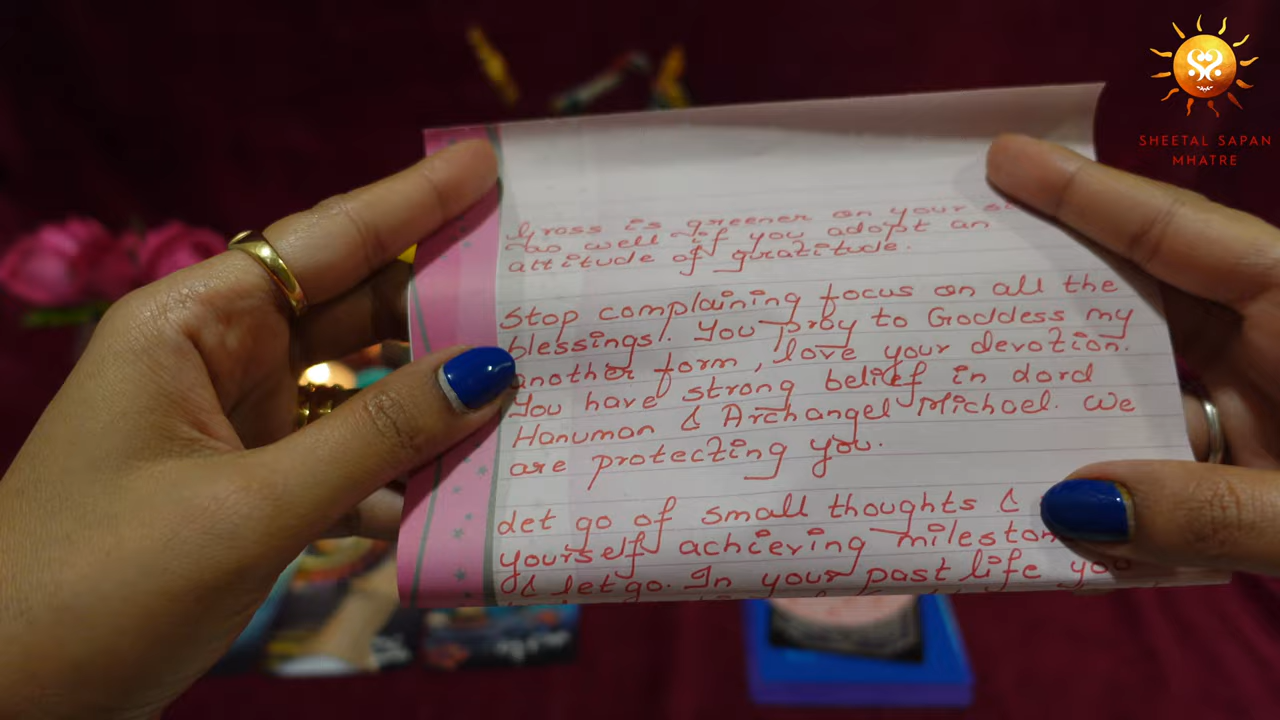 SHEETAL SAPAN
MHATRE
Grass is greener on your
as well if you adopt an
attitude of gratitude.
Stop complaining focus on all the
blessings. You pray to Goddess my
another form, love your devotion.
You have strong belief in Lord
Hanuman & Archangel Michael. We
are protecting you.
Let go of small thoughts &
yourself achieving
& let go. In your past life you